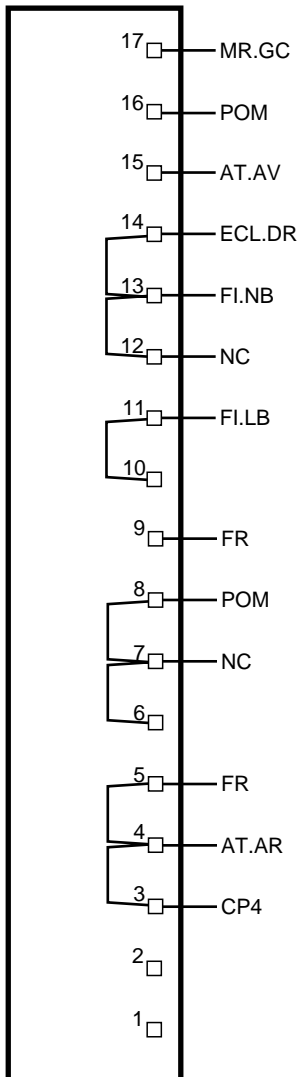 17 MR.GC
16 POM
15 AT.AV
14 ECL.DR
13 FI.NB
12 NC
11 FI.LB
10
9 FR
8 POM
7 NC
6
5 FR
4 AT.AR
3 CP4
2
1